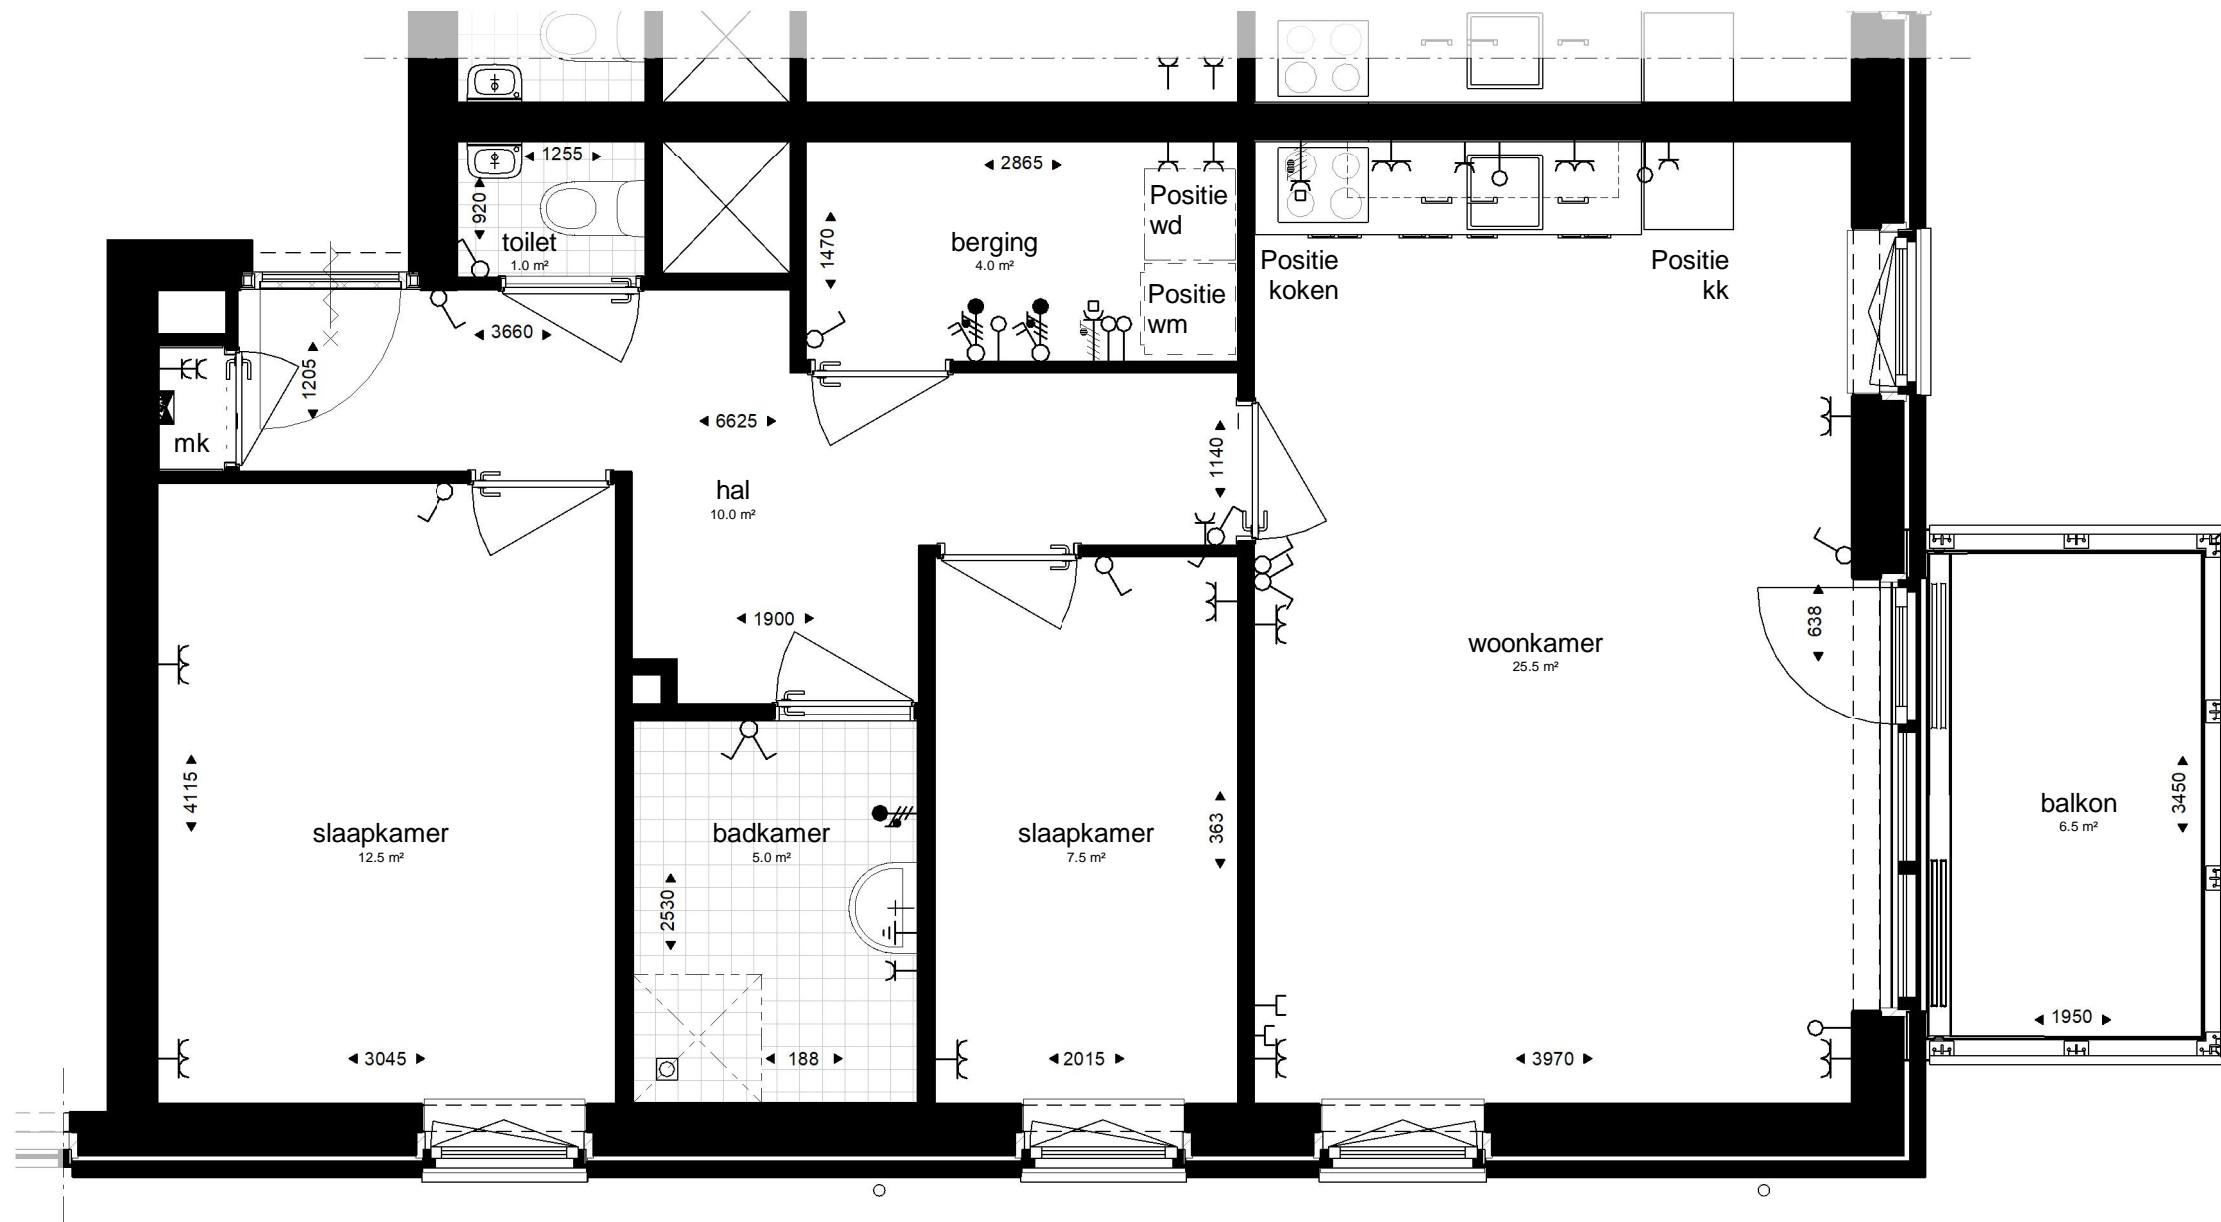 1255
920
toilet
1.0 m²
2865
1470
berging
4.0 m²
Positie
wd
Positie
wm
Positie
koken
Positie
kk
3660
1205
mk
6625
1140
hal
10.0 m²
1900
638
woonkamer
25.5 m²
4115
slaapkamer
12.5 m²
3045
badkamer
5.0 m²
2530
188
slaapkamer
7.5 m²
363
2015
3970
balkon
6.5 m²
3450
1950